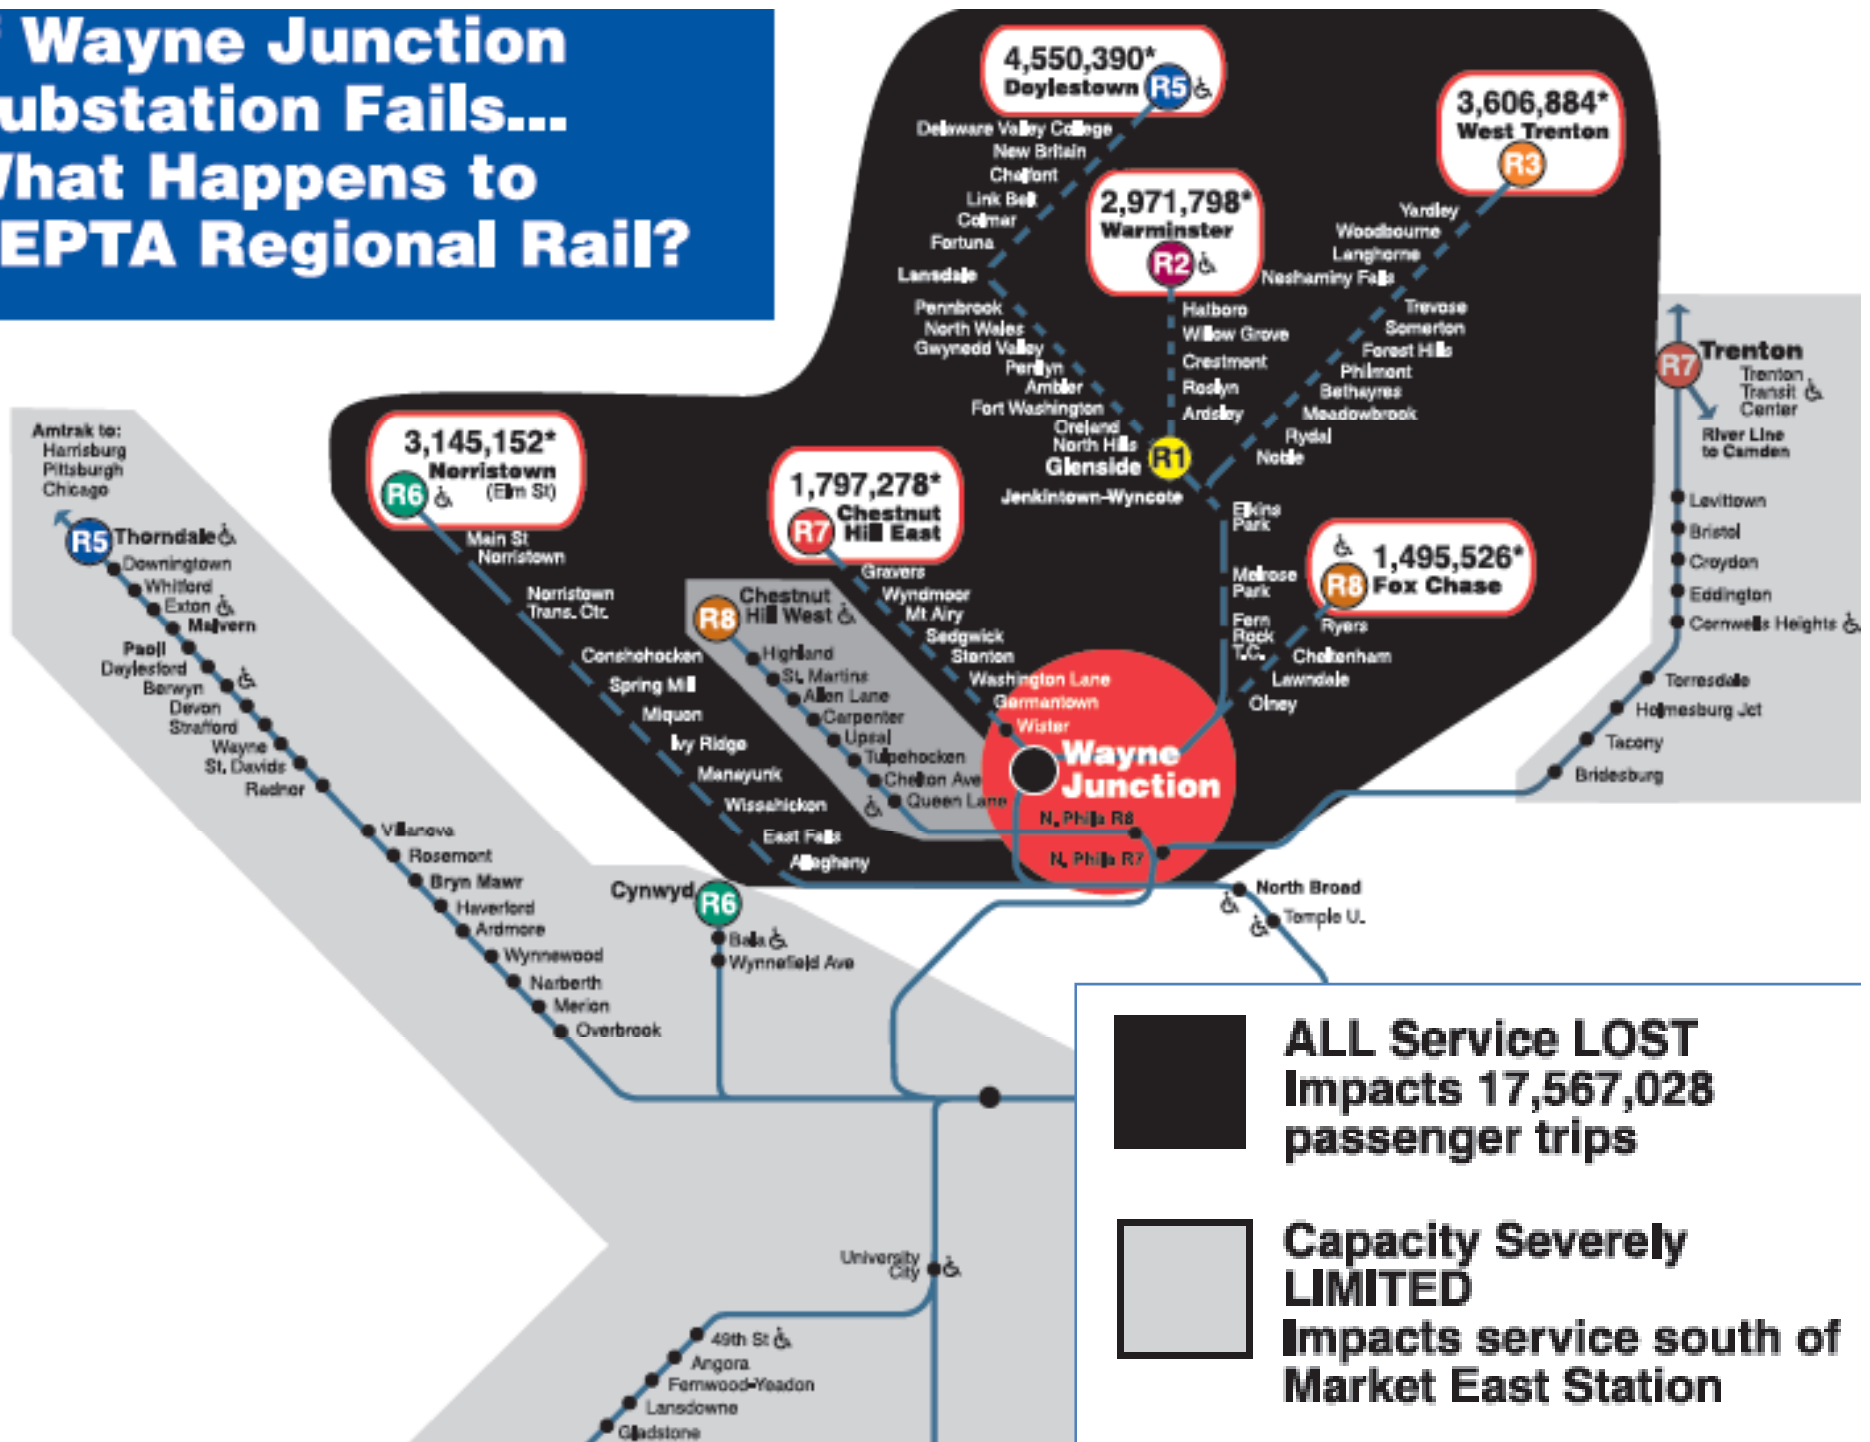 Wayne Junction
ubstation Fails...
hat Happens to
EPTA Regional Rail?
4,550,390*
Doylestown R5
Delaware Valley College
New Britain
Chalfont
Link Belt
Colmar
Fortuna
Lansdale
Pennbrook
North Wales
Gwynedd Valley
Penllyn
Ambler
Fort Washington
Oreland
North Hills
Glenside R1
Jenkintown-Wyncote
2,971,798*
Warminster
R2
Hatboro
Willow Grove
Crestmont
Roslyn
Ardsley
3,606,884*
West Trenton
R3
Yardley
Woodbourne
Langhorne
Neshaminy Falls
Trevose
Somerton
Forest Hills
Philmont
Bethayres
Meadowbrook
Rydal
Noble
Elkins
Park
Melrose
Park
Fern
Rock
T.C.
1,495,526*
R8 Fox Chase
Ryers
Cheltenham
Lawndale
Olney
R7 Trenton
Trenton
Transit
Center
River Line
to Camden
Levittown
Bristol
Croydon
Eddington
Cornwells Heights
Torresdale
Holmesburg Jct
Tacony
Bridesburg
3,145,152*
Norristown
R6 (Elm St)
Main St
Norristown
Norristown
Trans. Ctr.
Conshohocken
Spring Mill
Miquon
Ivy Ridge
Manayunk
Wissahickon
East Falls
Allegheny
1,797,278*
R7 Chestnut
Hill East
Gravers
Wyndmoor
Mt Airy
Sedgwick
Stenton
Washington Lane
Germantown
Wister
Wayne
Junction
N. Phila R8
N. Phila R7
R8 Chestnut
Hill West
Highland
St. Martins
Allen Lane
Carpenter
Upsal
Tulpehocken
Chelton Ave
Queen Lane
North Broad
Temple U.
Amtrak to:
Harrisburg
Pittsburgh
Chicago
R5 Thorndale
Downingtown
Whitford
Exton
Malvern
Paoli
Daylesford
Berwyn
Devon
Strafford
Wayne
St. Davids
Radnor
Villanova
Rosemont
Bryn Mawr
Haverford
Ardmore
Wynnewood
Narberth
Merion
Overbrook
Cynwyd R6
Bala
Wynnefield Ave
University
City
49th St
Angora
Fernwood-Yeadon
Lansdowne
Gladstone
ALL Service LOST
Impacts 17,567,028
passenger trips
Capacity Severely
LIMITED
Impacts service south of
Market East Station